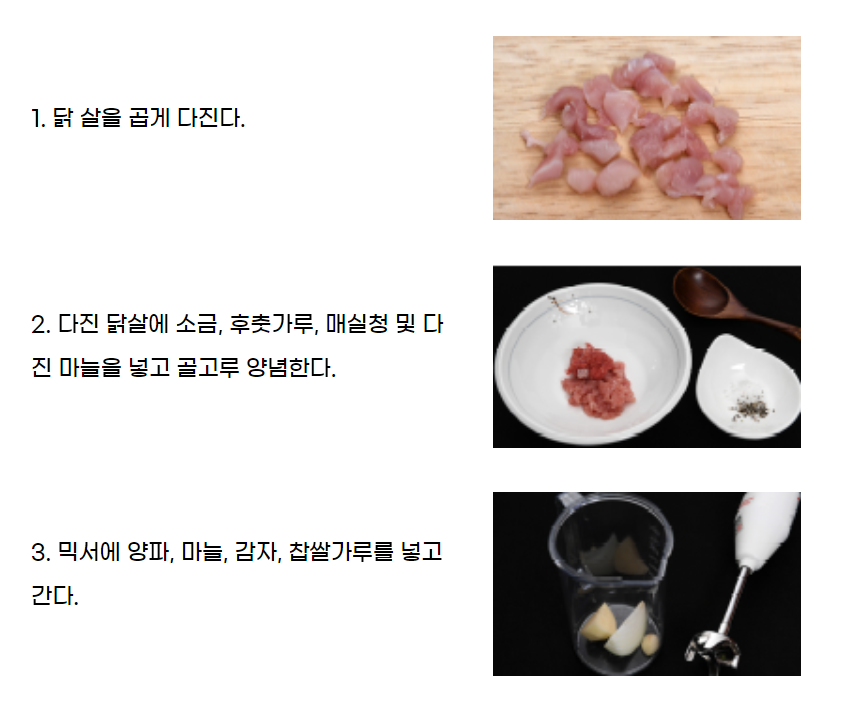 1. 닭 살을 곱게 다진다.
2. 다진 닭살에 소금, 후춧가루, 매실청 및 다
진 마늘을 넣고 골고루 양념한다.
3. 믹서에 양파, 마늘, 감자, 찹쌀가루를 넣고
간다.